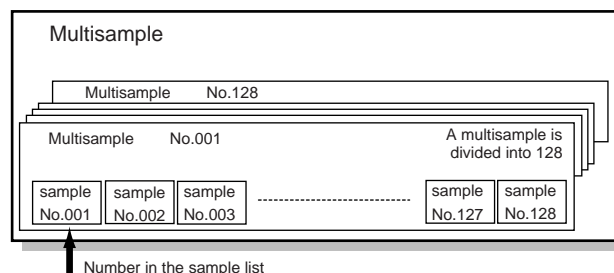 Multisample
Multisample No.128
Multisample No.001
A multisample is
divided into 128
sample
No.001
sample
No.002
sample
No.003
sample
No.127
sample
No.128
Number in the sample list